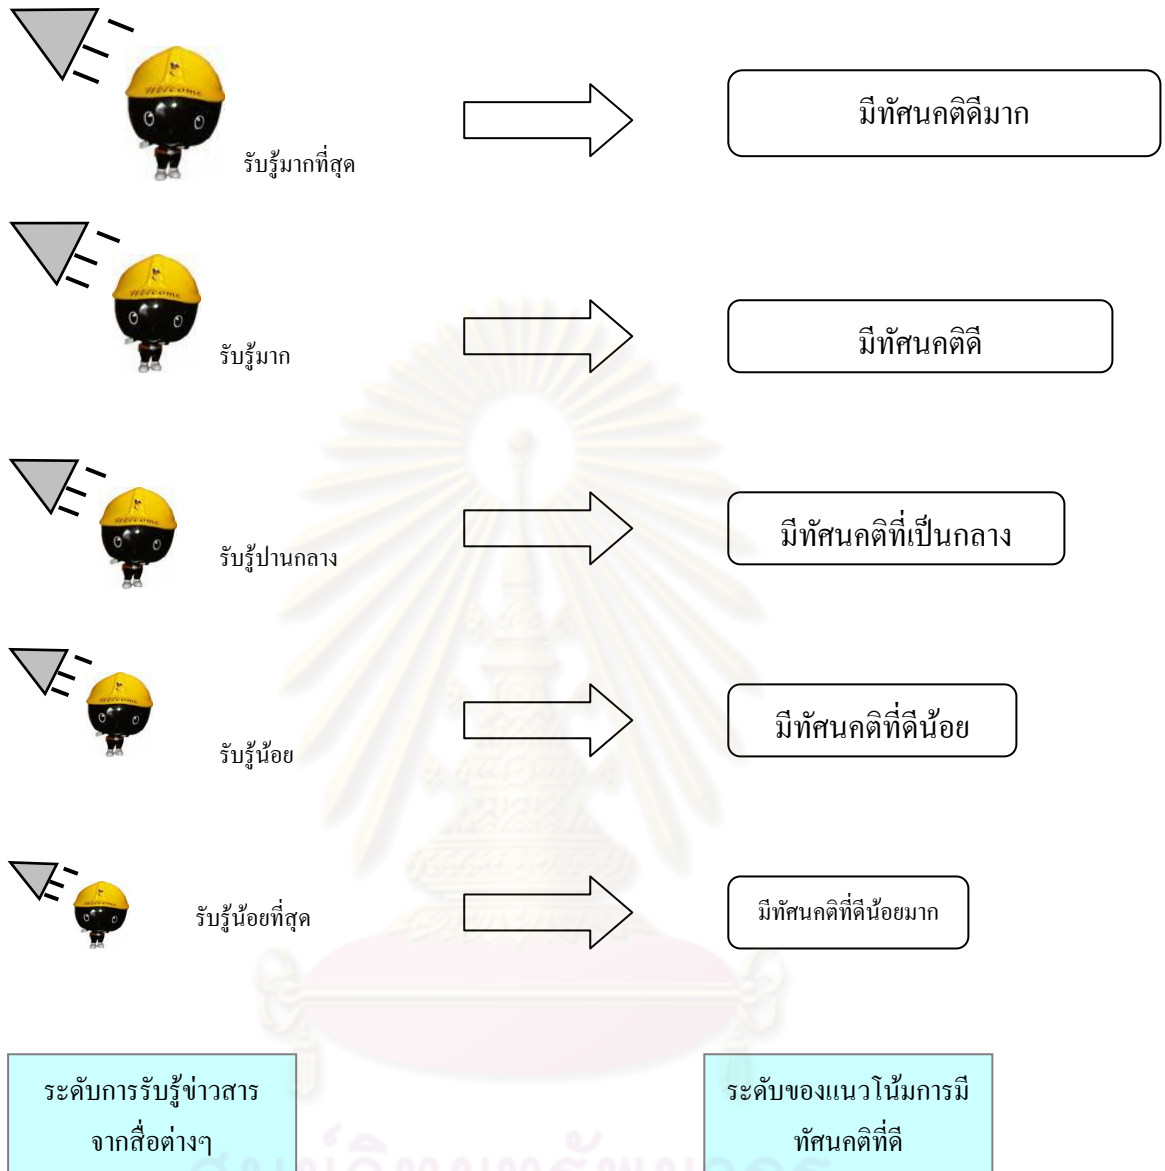 Welcome
รับรู้มากที่สุด
มีทัศนคติดีมาก
Welcome
รับรู้มาก
มีทัศนคติดี
Welcome
รับรู้ปานกลาง
มีทัศนคติที่เป็นกลาง
Welcome
รับรู้น้อย
มีทัศนคติที่ดีน้อย
Welcome
รับรู้น้อยที่สุด
มีทัศนคติที่ดีน้อยมาก
ระดับการรับรู้ข่าวสาร
จากสื่อต่างๆ
ระดับของแนวโน้มการมี
ทัศนคติที่ดี